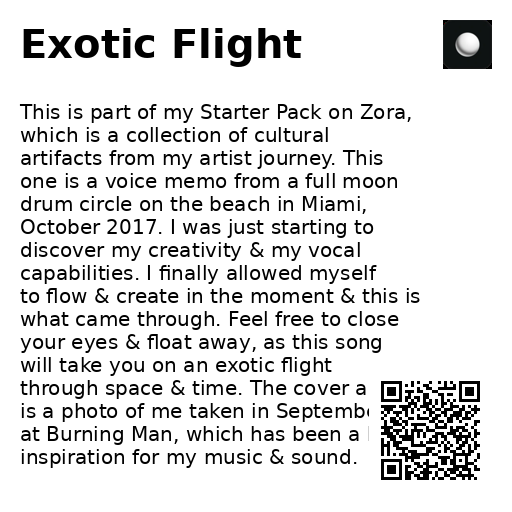 Exotic Flight
This is part of my Starter Pack on Zora,
which is a collection of cultural
artifacts from my artist journey. This
one is a voice memo from a full moon
drum circle on the beach in Miami,
October 2017. I was just starting to
discover my creativity & my vocal
capabilities. I finally allowed myself
to flow & create in the moment & this is
what came through. Feel free to close
your eyes & float away, as this song
will take you on an exotic flight
through space & time. The cover
is a photo of me taken in
at Burning Man, which has been a
inspiration for my music & sound.